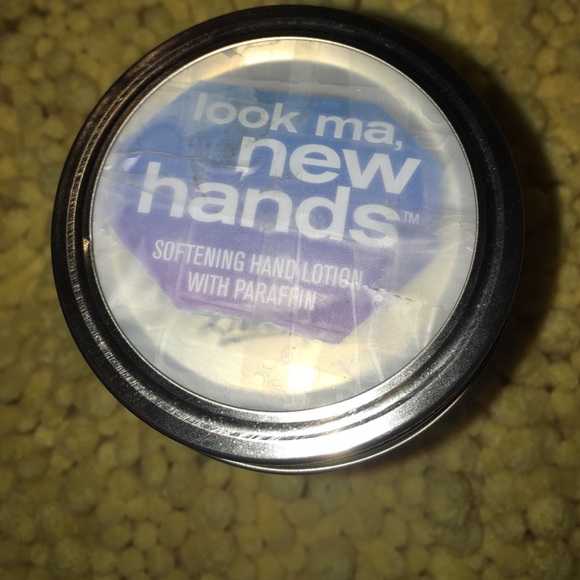 look ma,
new
hands™
SOFTENING HAND LOTION
WITH PARAFFIN